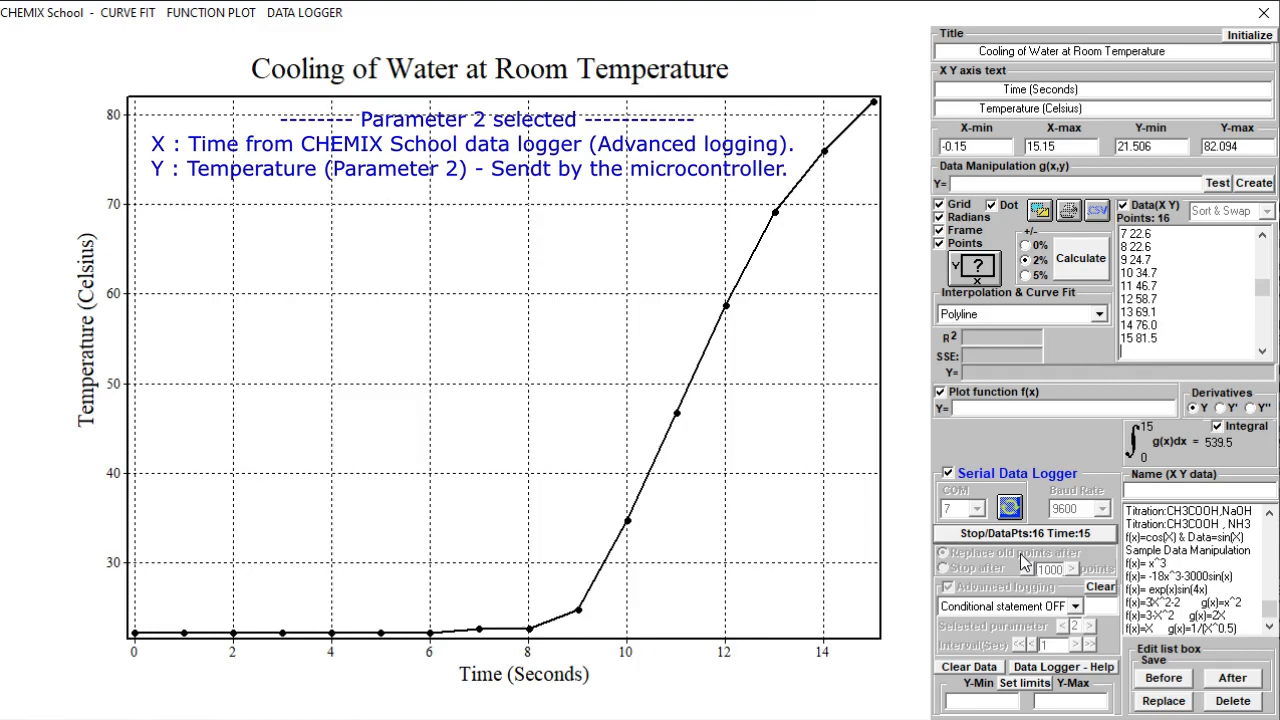 CHEMIX School - CURVE FIT FUNCTION PLOT DATA LOGGER
Cooling of Water at Room Temperature
-------- Parameter 2 selected ------------
X : Time from CHEMIX School data logger (Advanced logging).
Y : Temperature (Parameter 2) - Sendt by the microcontroller.
Temperature (Celsius)
80
70
60
50
40
30
0 2 4 6 8 10 12 14
Time (Seconds)
Title Initialize
Cooling of Water at Room Temperature
X Y axis text
Time (Seconds)
Temperature (Celsius)
X-min X-max Y-min Y-max
-0.15 15.15 21.506 82.094
Data Manipulation g(x,y)
Y= Test Create
Grid Dot CSV Data(X Y) Sort & Swap
Radians Points: 16
Frame +/-
Points 0%
2% Calculate
5%
Y ?
X
7 22.6
8 22.6
9 24.7
10 34.7
11 46.7
12 58.7
13 69.1
14 76.0
15 81.5
Interpolation & Curve Fit
Polyline
R2
SSE:
Y=
Plot function f(x) Derivatives
Y= Y Y' Y''
15 Integral
g(x)dx = 539.5
0
Serial Data Logger Name (X Y data)
COM Baud Rate
7 9600
Stop/DataPts:16 Time:15
Replace old points after
Stop after < 1000 > points
Advanced logging Clear
Conditional statement OFF
Selected parameter < 2 >
Interval(Sec) << < 1 > >>
Clear Data Data Logger - Help
Y-Min Set limits Y-Max
Titration:CH3COOH,NaOH
Titration:CH3COOH , NH3
f(x)=cos(X) & Data=sin(X)
Sample Data Manipulation
f(x)= x^3
f(x)= -18x^3-3000sin(x)
f(x)= exp(x)sin(4x)
f(x)=3X^2-2 g(x)=x^2
f(x)=3-X^2 g(x)=2X
f(x)=X g(x)=1/(X^0.5)
Edit list box
Save
Before After
Replace Delete